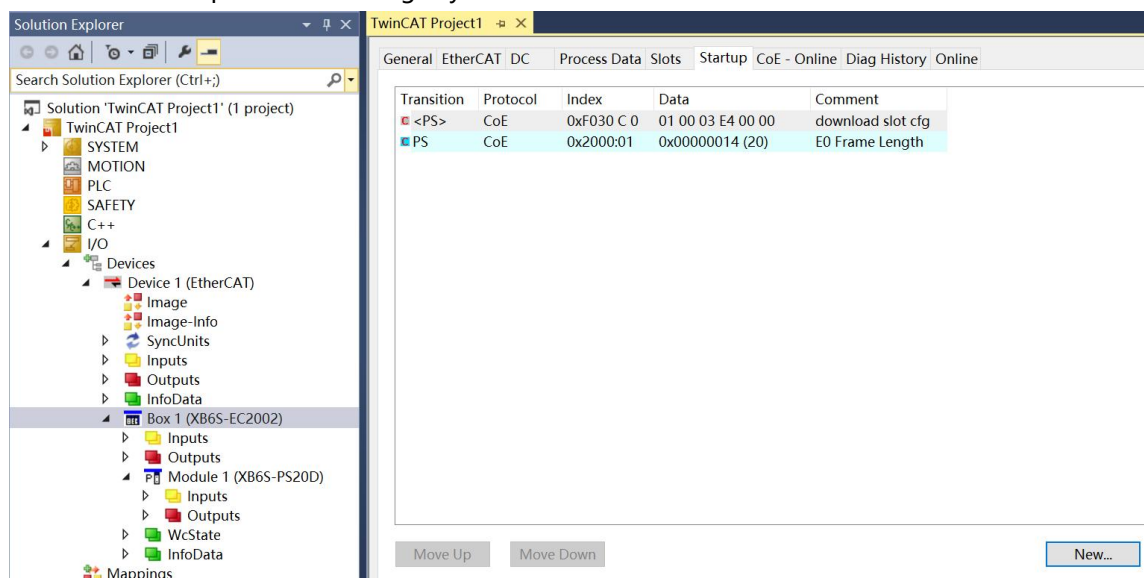 Solution Explorer
Search Solution Explorer (Ctrl+;)
Solution 'TwinCAT Project1' (1 project)
TwinCAT Project1
SYSTEM
MOTION
PLC
SAFETY
C++
I/O
Devices
Device 1 (EtherCAT)
Image
Image-Info
SyncUnits
Inputs
Outputs
InfoData
Box 1 (XB6S-EC2002)
Inputs
Outputs
Module 1 (XB6S-PS20D)
Inputs
Outputs
WcState
InfoData
Mappings
TwinCAT Project1
General EtherCAT DC Process Data Slots Startup CoE - Online Diag History Online
Transition Protocol Index Data Comment
C <PS> CoE 0xF030 C 0 01 00 03 E4 00 00 download slot cfg
C PS CoE 0x2000:01 0x00000014 (20) E0 Frame Length
Move Up Move Down New...